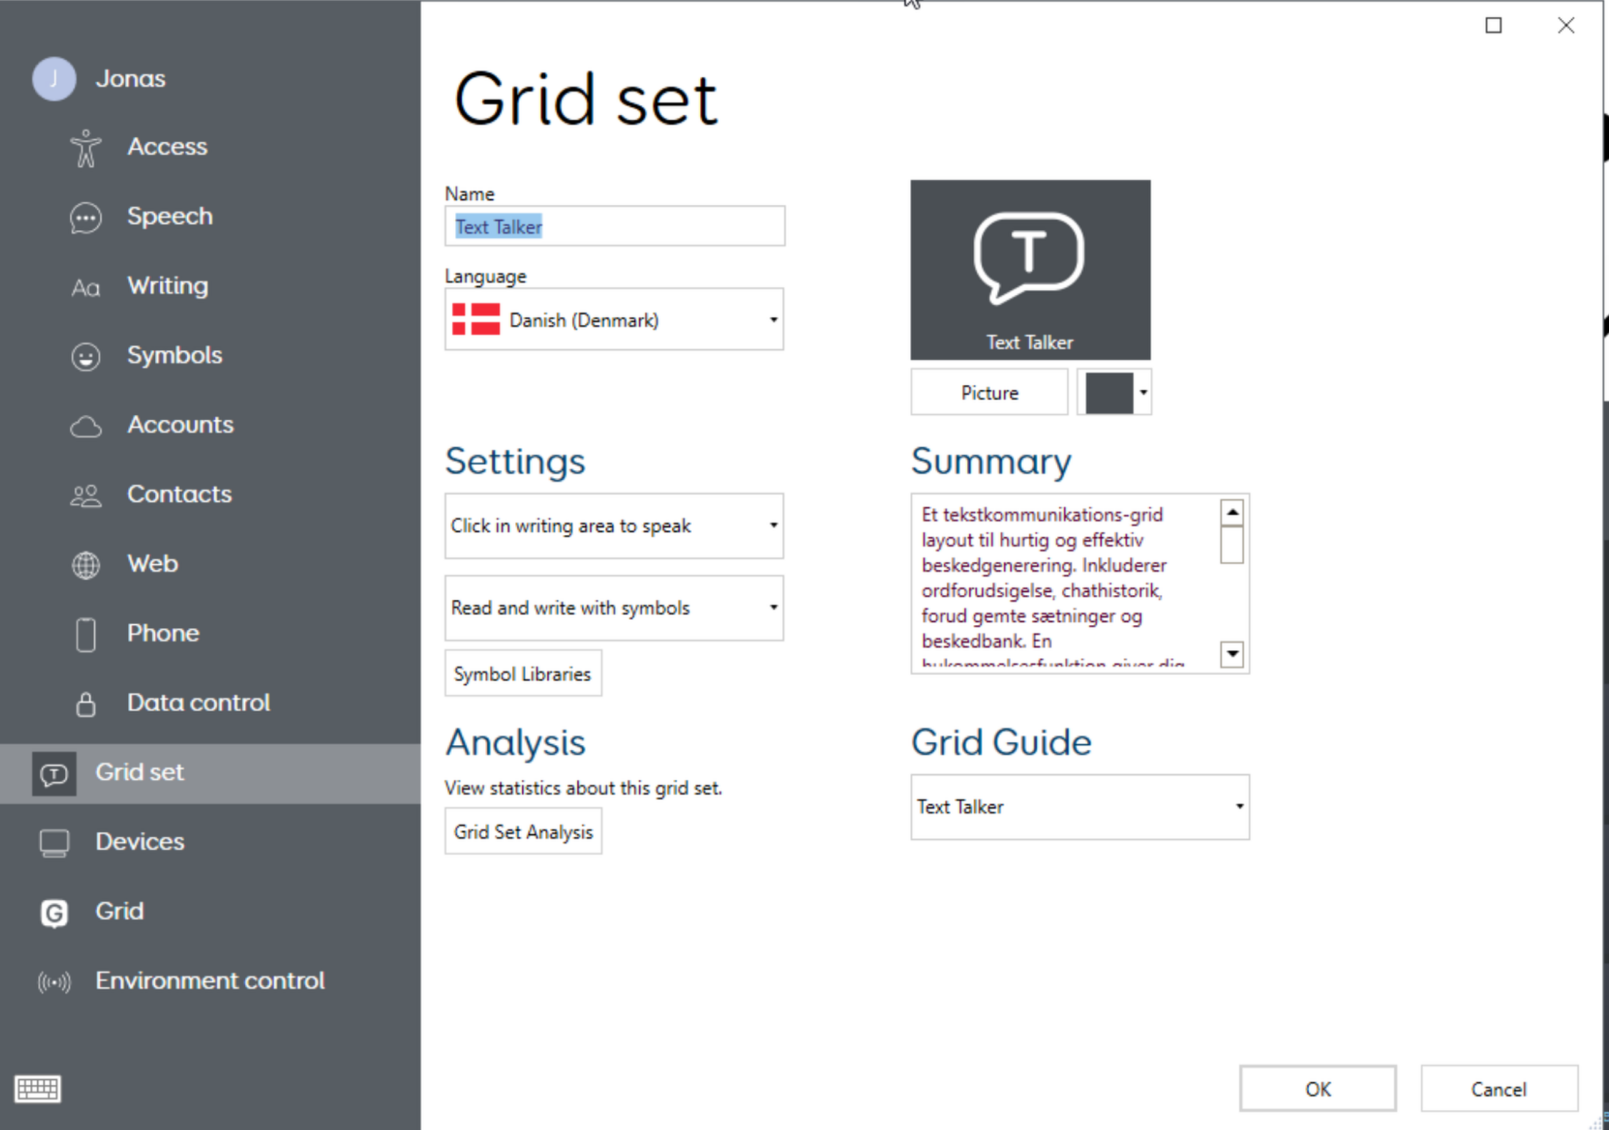 J
Jonas
Access
Speech
Aa
Writing
Symbols
Accounts
Contacts
Web
Phone
Data control
T
Grid set
Devices
G
Grid
Environment control
Grid set
Name
Text Talker
Language
Danish (Denmark)
T
Text Talker
Picture
Settings
Click in writing area to speak
Read and write with symbols
Symbol Libraries
Summary
Et tekstkommunikations-grid
layout til hurtig og effektiv
beskedgenerering. Inkluderer
ordforudsigelse, chathistorik,
forud gemte sætninger og
beskedbank. En
hukommelsesfunktion giver dig
Analysis
View statistics about this grid set.
Grid Set Analysis
Grid Guide
Text Talker
OK
Cancel